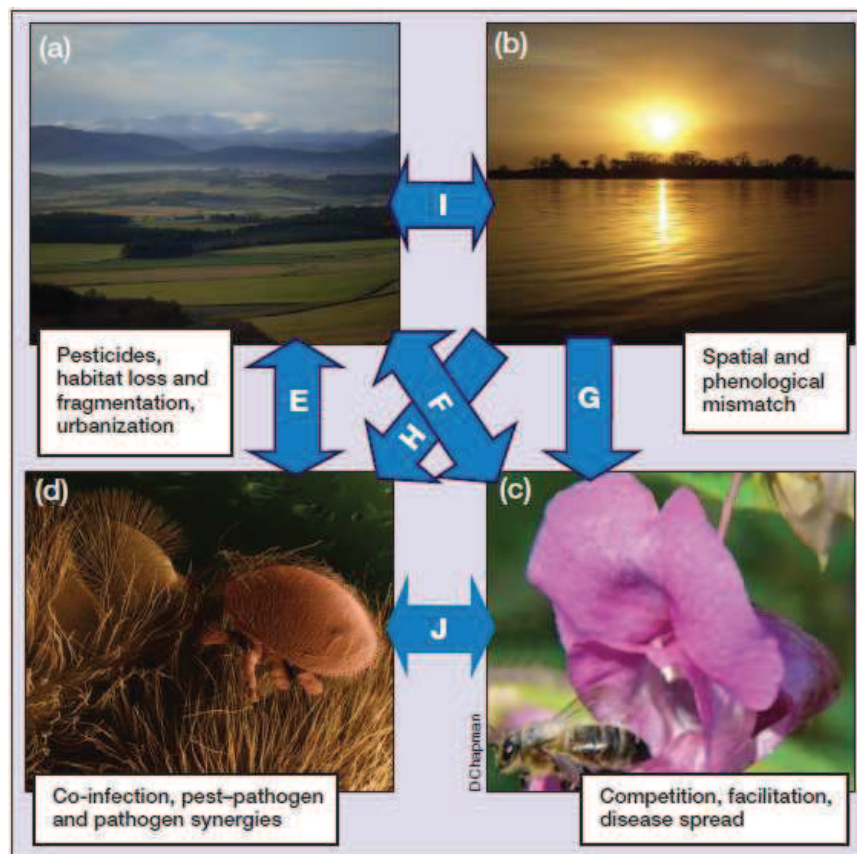 (a)
(b)
I
Pesticides,
habitat loss and
fragmentation,
urbanization
Spatial and
phenological
mismatch
E
F
H
G
(d)
(c)
J
D Chapman
Co-infection, pest–pathogen
and pathogen synergies
Competition, facilitation,
disease spread